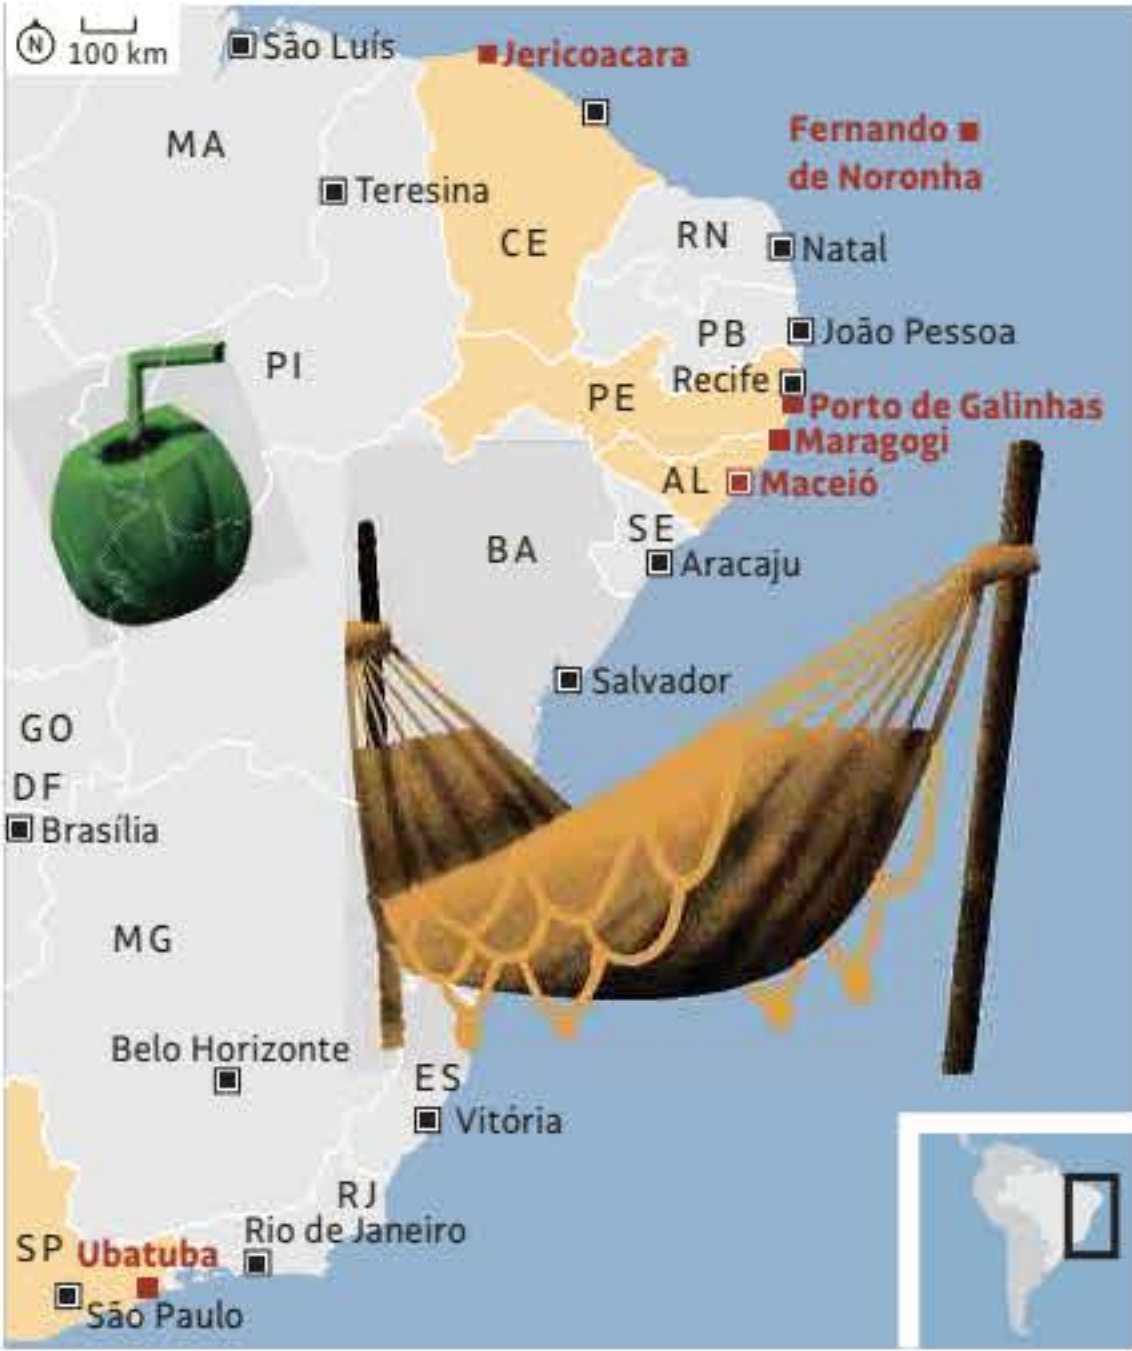 N
100 km
São Luís
Jericoacara
MA
Fernando
de Noronha
Teresina
CE
RN
Natal
PB
João Pessoa
PI
Recife
PE
Porto de Galinhas
Maragogi
AL
Maceió
SE
BA
Aracaju
Salvador
GO
DF
Brasília
MG
Belo Horizonte
ES
Vitória
RJ
Rio de Janeiro
SP
Ubatuba
São Paulo